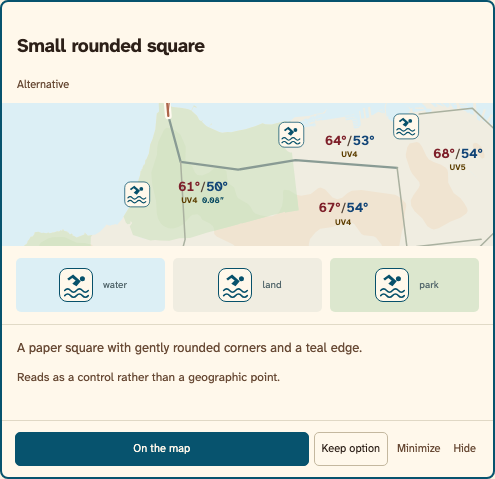 Small rounded square
Alternative
64°/53°
UV4
68°/54°
UV5
61°/50°
UV4 0.08"
67°/54°
UV4
water
land
park
A paper square with gently rounded corners and a teal edge.
Reads as a control rather than a geographic point.
On the map
Keep option
Minimize
Hide